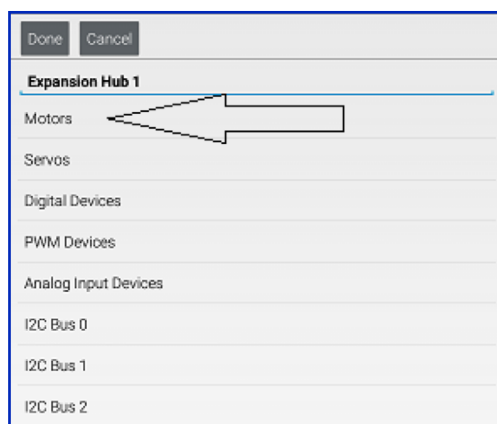 Done Cancel
Expansion Hub 1
Motors
Servos
Digital Devices
PWM Devices
Analog Input Devices
I2C Bus 0
I2C Bus 1
I2C Bus 2